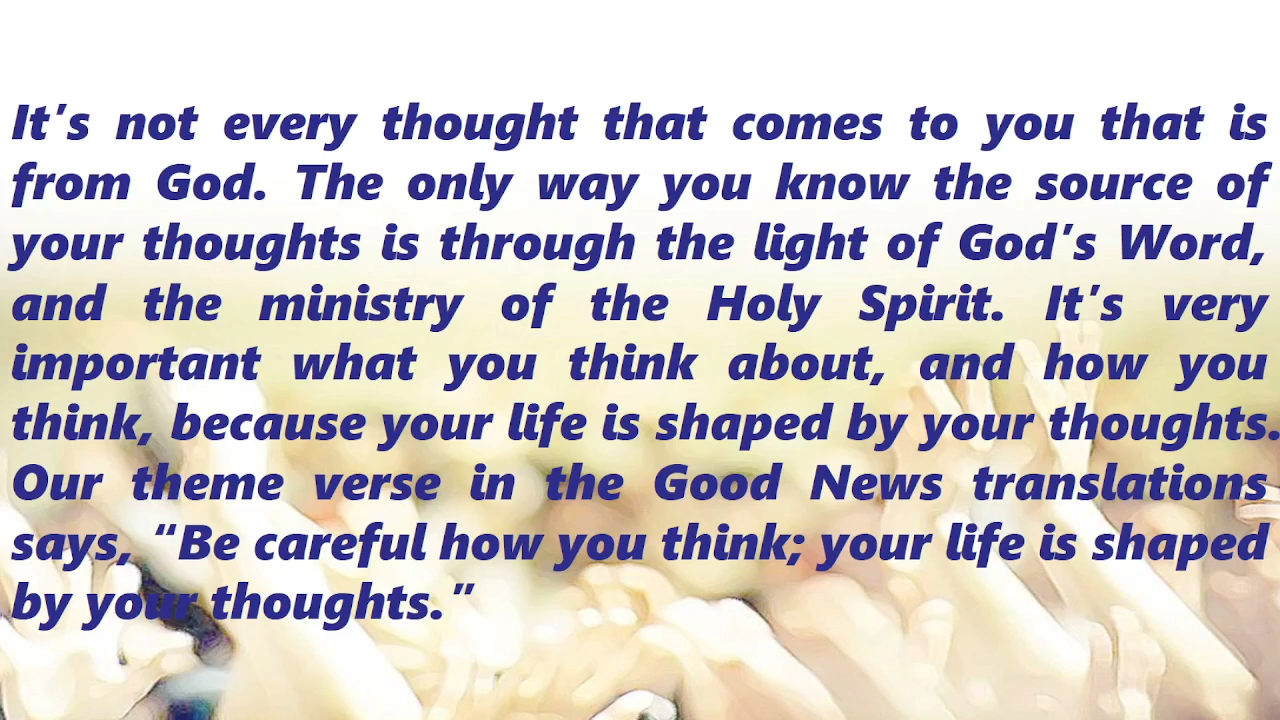 It's not every thought that comes to you that is
from God. The only way you know the source of
your thoughts is through the light of God's Word,
and the ministry of the Holy Spirit. It's very
important what you think about, and how you
think, because your life is shaped by your thoughts.
Our theme verse in the Good News translations
says, “Be careful how you think; your life is shaped
by your thoughts.”